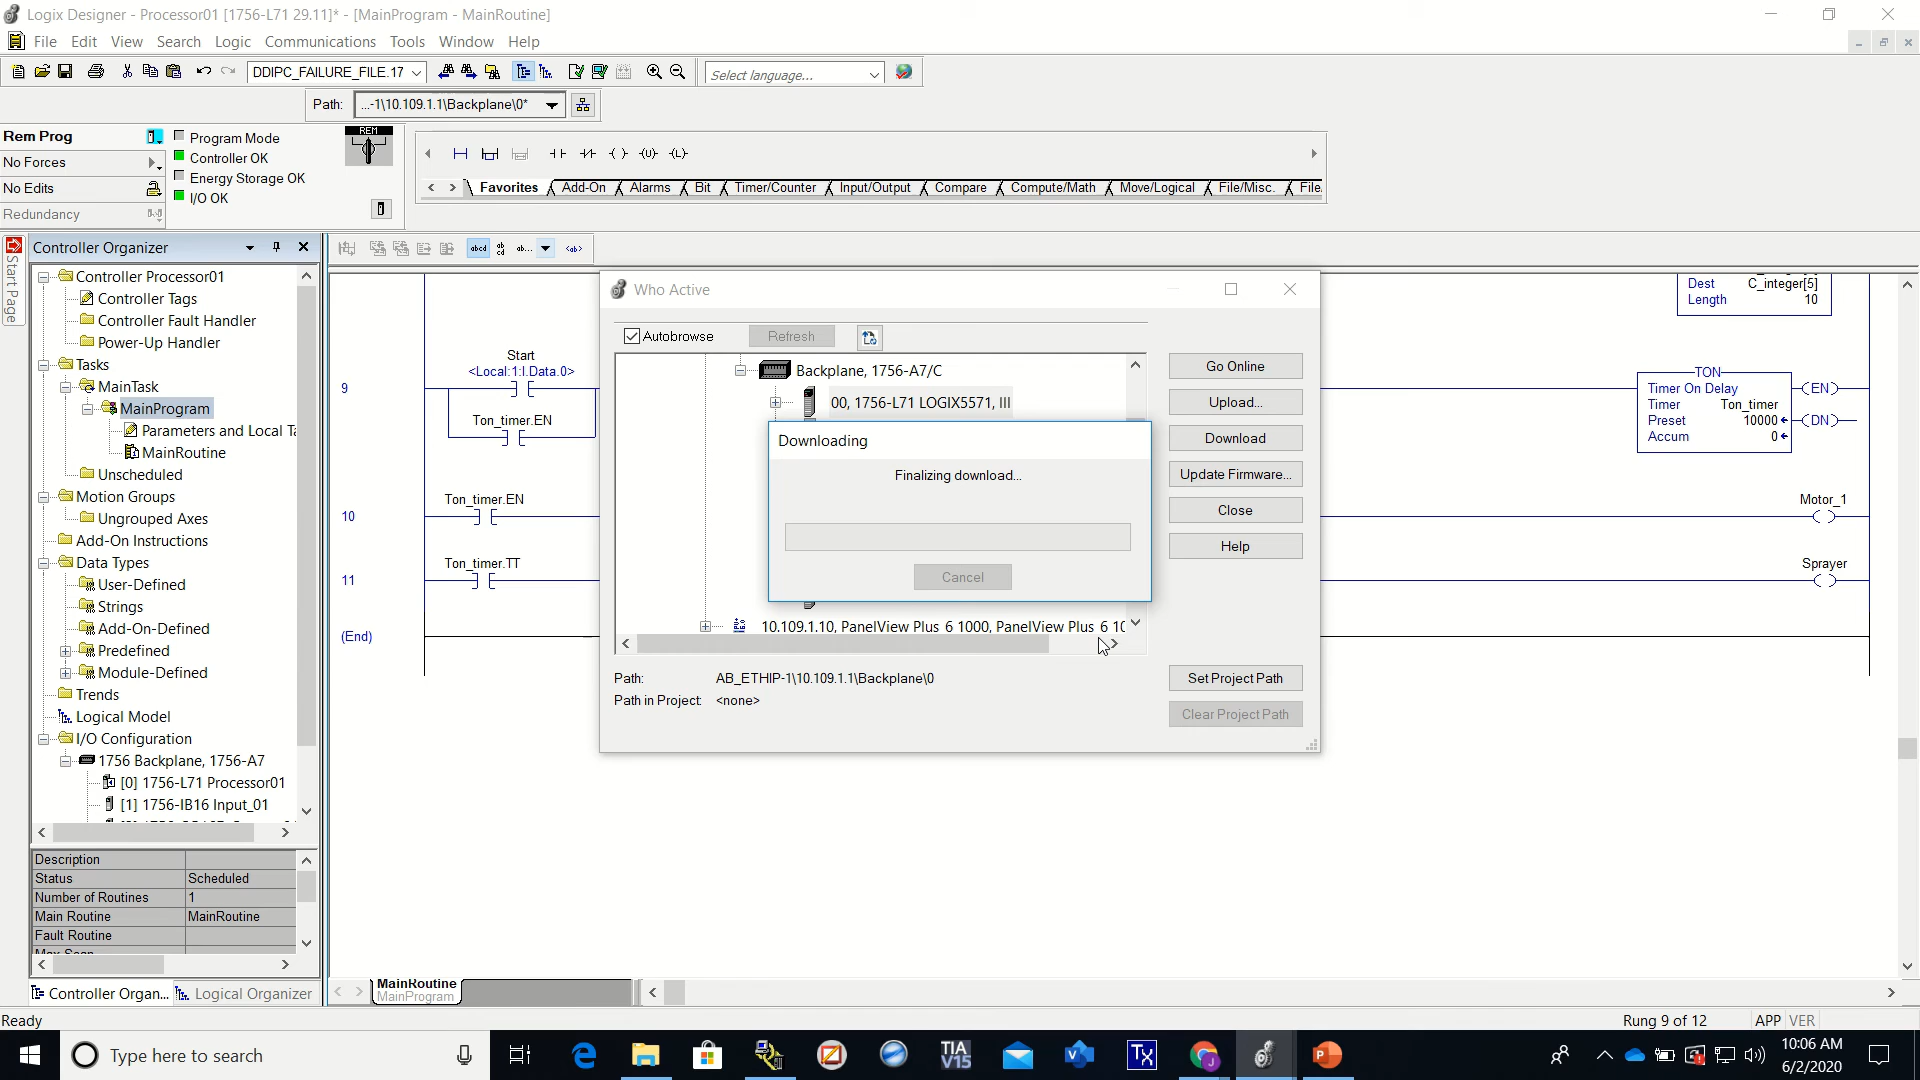 Logix Designer - Processor01 [1756-L71 29.11]* - [MainProgram - MainRoutine]
File Edit View Search Logic Communications Tools Window Help
DDIPC_FAILURE_FILE.17
Select language...
Path: ...-1\10.109.1.1\Backplane\0*
Rem Prog
No Forces
No Edits
Redundancy
Program Mode
Controller OK
Energy Storage OK
I/O OK
REM
Favorites Add-On Alarms Bit Timer/Counter Input/Output Compare Compute/Math Move/Logical File/Misc. File
Start Page
Controller Organizer
Controller Processor01
Controller Tags
Controller Fault Handler
Power-Up Handler
Tasks
MainTask
MainProgram
Parameters and Local Ta
MainRoutine
Unscheduled
Motion Groups
Ungrouped Axes
Add-On Instructions
Data Types
User-Defined
Strings
Add-On-Defined
Predefined
Module-Defined
Trends
Logical Model
I/O Configuration
1756 Backplane, 1756-A7
[0] 1756-L71 Processor01
[1] 1756-IB16 Input_01
Description
Status Scheduled
Number of Routines 1
Main Routine MainRoutine
Fault Routine
Max Scan
Controller Organ...
Logical Organizer
Dest C_integer[5]
Length 10
9
Start
<Local:1:I.Data.0>
Ton_timer.EN
TON
Timer On Delay
Timer Ton_timer
Preset 10000
Accum 0
EN
DN
10
Ton_timer.EN
Motor_1
11
Ton_timer.TT
Sprayer
(End)
Who Active
Autobrowse
Refresh
Backplane, 1756-A7/C
00, 1756-L71 LOGIX5571, III
10.109.1.10, PanelView Plus 6 1000, PanelView Plus 6 10
Go Online
Upload...
Download
Update Firmware...
Close
Help
Path: AB_ETHIP-1\10.109.1.1\Backplane\0
Path in Project: <none>
Set Project Path
Clear Project Path
Downloading
Finalizing download...
Cancel
MainRoutine
MainProgram
Ready
Rung 9 of 12
APP VER
Type here to search
TIA
V15
TX
10:06 AM
6/2/2020